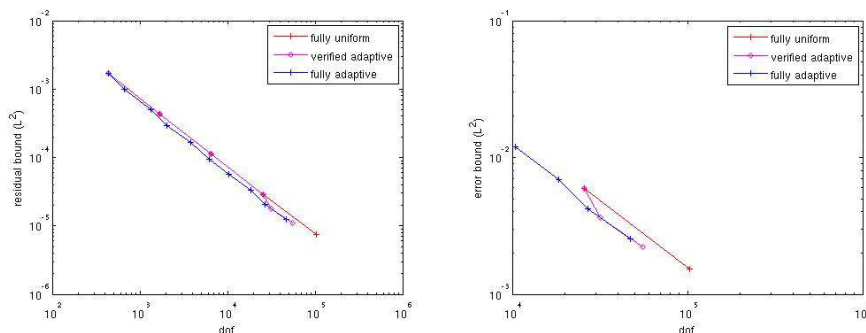 10^-2
10^-3
10^-4
10^-5
10^-6
residual bound (L^2)
10^2
10^3
10^4
10^5
10^6
dof
fully uniform
verified adaptive
fully adaptive
10^-1
10^-2
10^-3
error bound (L^2)
10^4
10^5
dof
fully uniform
verified adaptive
fully adaptive